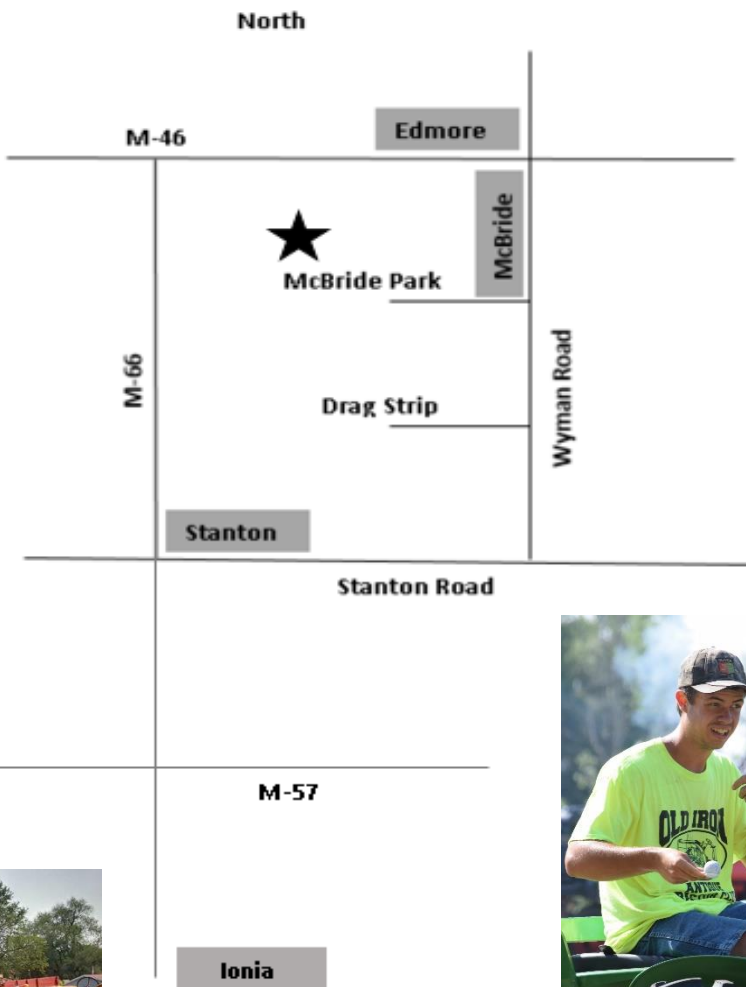 North
Edmore
M-46
McBride
McBride Park
M-66
Wyman Road
Drag Strip
Stanton
Stanton Road
M-57
OLD IRON
ANTIQUE
Ionia